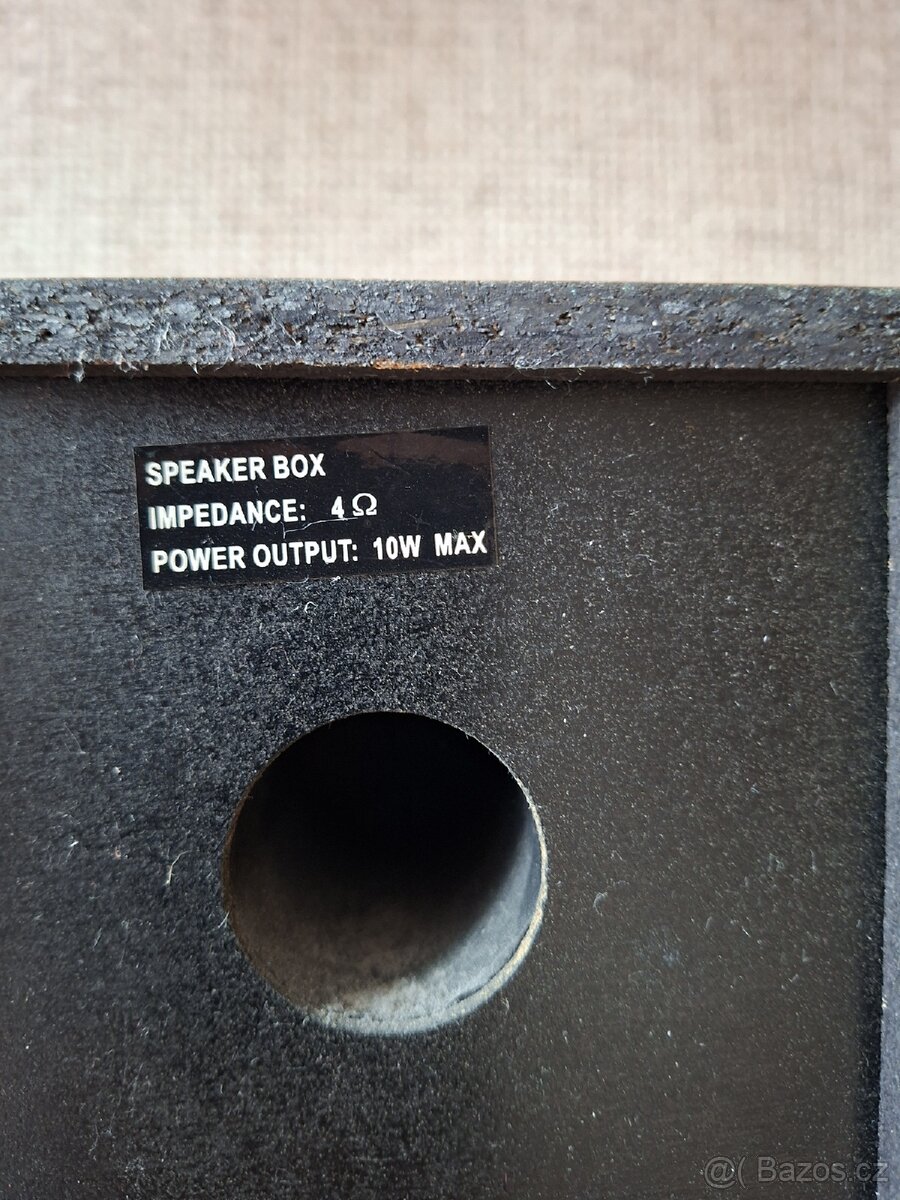 SPEAKER BOX
IMPEDANCE: 4Ω
POWER OUTPUT: 10W MAX
@( Bazos.cz